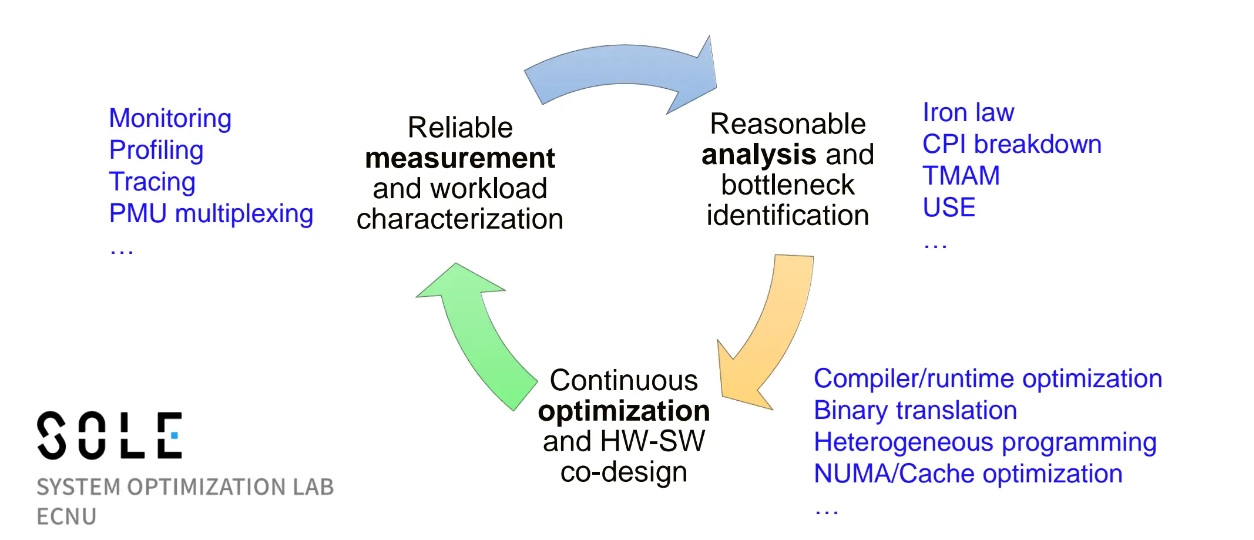 Monitoring
Profiling
Tracing
PMU multiplexing
…
Reliable
measurement
and workload
characterization
Reasonable
analysis and
bottleneck
identification
Iron law
CPI breakdown
TMAM
USE
…
Continuous
optimization
and HW-SW
co-design
Compiler/runtime optimization
Binary translation
Heterogeneous programming
NUMA/Cache optimization
…
SOLE
SYSTEM OPTIMIZATION LAB
ECNU